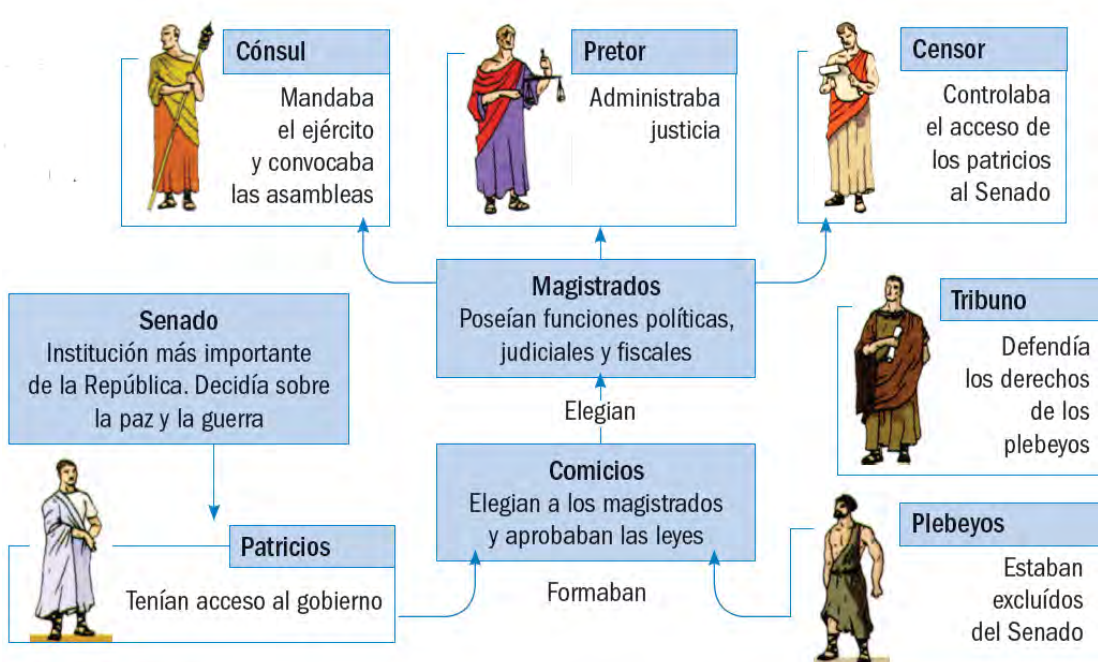 Cónsul
Mandaba
el ejército
y convocaba
las asambleas
Pretor
Administraba
justicia
Censor
Controlaba
el acceso de
los patricios
al Senado
Magistrados
Poseían funciones políticas,
judiciales y fiscales
Senado
Institución más importante
de la República. Decidía sobre
la paz y la guerra
Tribuno
Defendía
los derechos
de los
plebeyos
Elegian
Comicios
Elegian a los magistrados
y aprobaban las leyes
Patricios
Tenían acceso al gobierno
Formaban
Plebeyos
Estaban
excluídos
del Senado